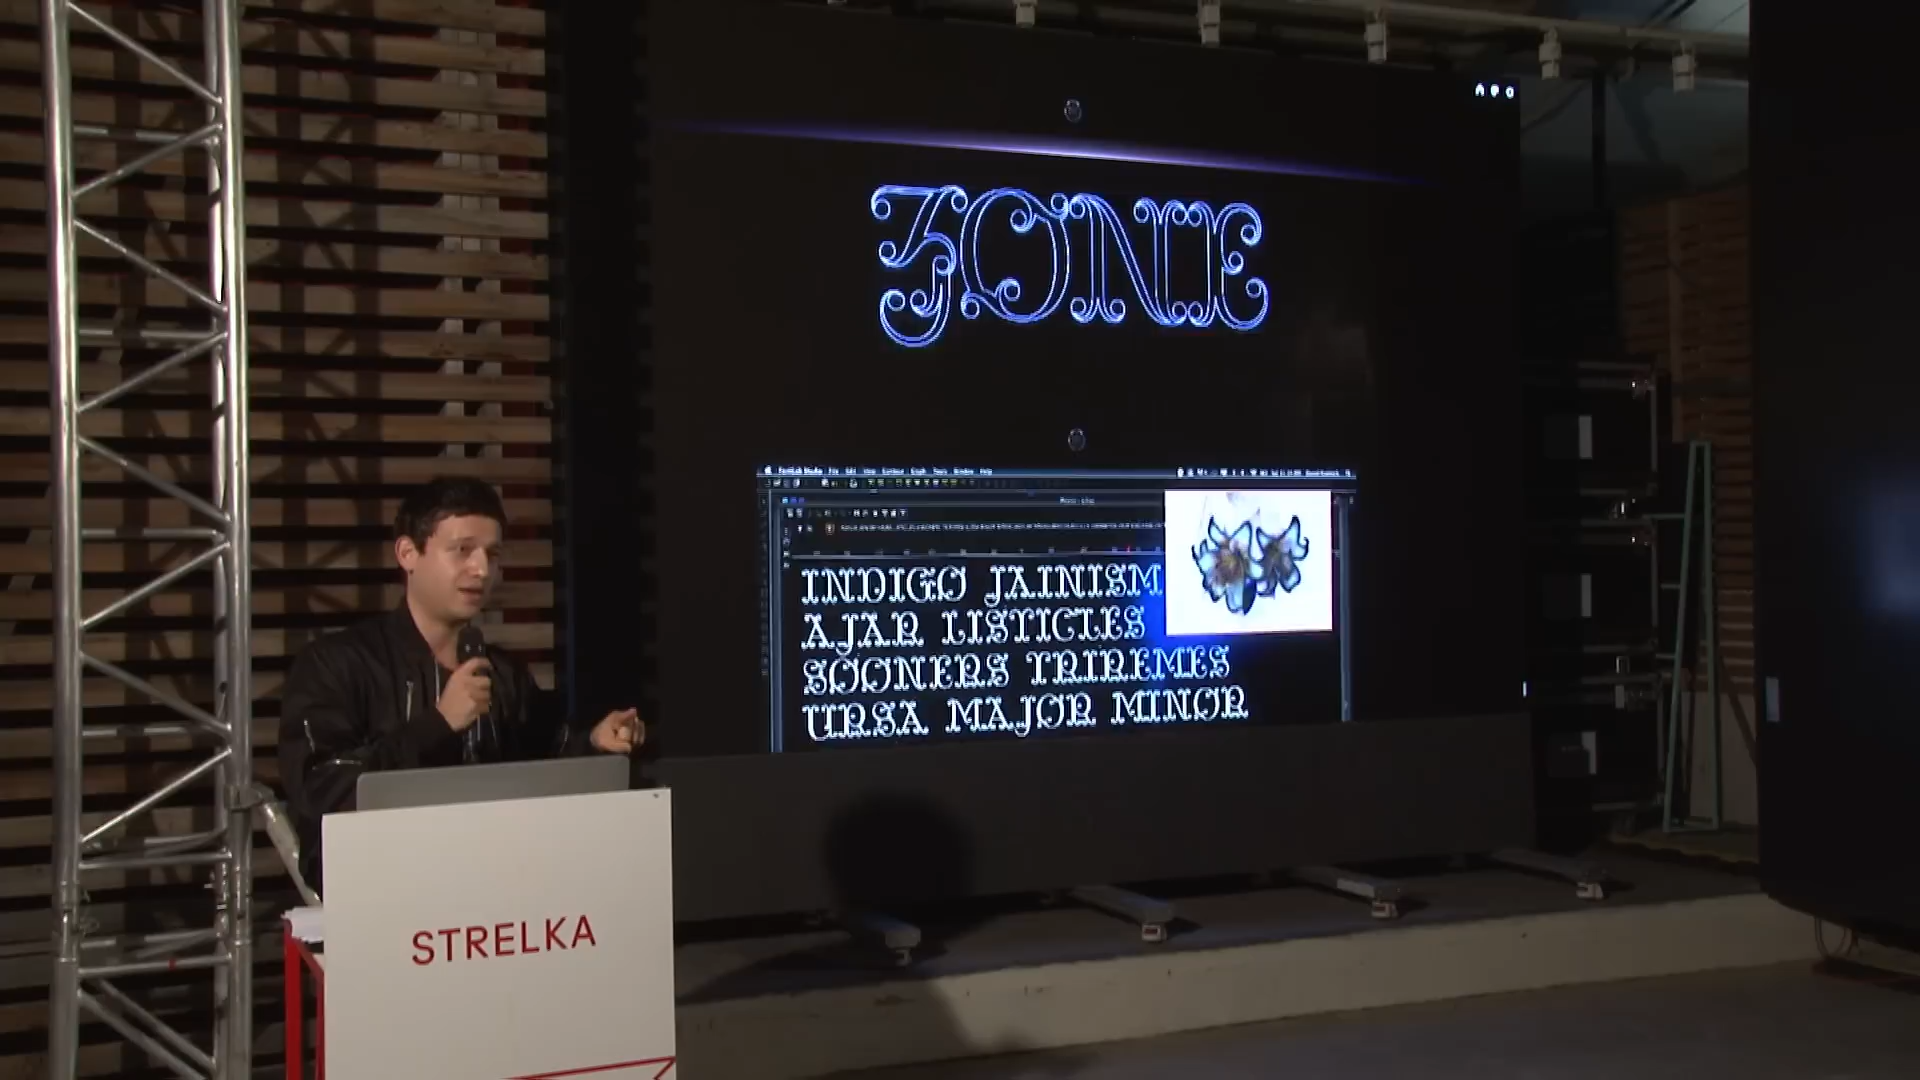 ZONE
INDIGO JAINISM
AJAR LISTICLES
SOONERS TRIREMES
URSA MAJOR MINOR
STRELKA